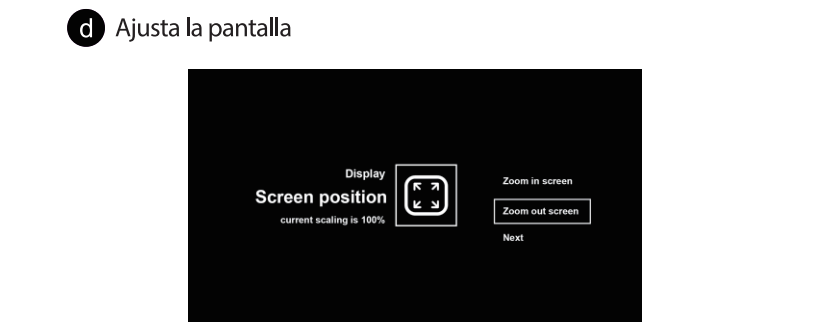 d Ajusta la pantalla
Display
Screen position
current scaling is 100%
Zoom in screen
Zoom out screen
Next